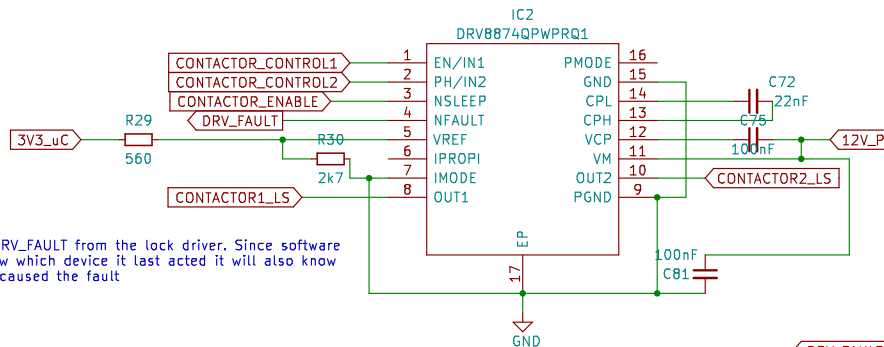 IC2
DRV8874QPWPRQ1
CONTACTOR_CONTROL1
1
EN/IN1
PMODE
16
CONTACTOR_CONTROL2
2
PH/IN2
GND
15
C72
CONTACTOR_ENABLE
3
NSLEEP
CPL
14
22nF
DRV_FAULT
4
NFAULT
CPH
13
C75
R29
3V3_uC
560
5
VREF
VCP
12
100nF
12V_P
R30
6
IPROPI
VM
11
2k7
7
IMODE
OUT2
10
CONTACTOR2_LS
CONTACTOR1_LS
8
OUT1
PGND
9
EP
17
RV_FAULT from the lock driver. Since software
w which device it last acted it will also know
caused the fault
100nF
C81
GND